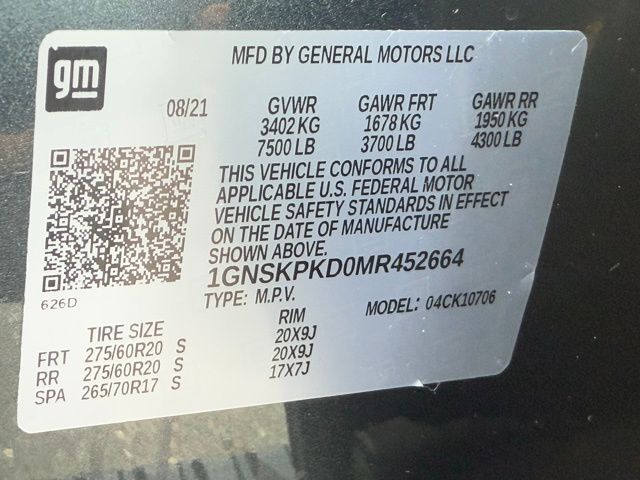 gm
MFD BY GENERAL MOTORS LLC
08/21 GVWR GAWR FRT GAWR RR
3402 KG 1678 KG 1950 KG
7500 LB 3700 LB 4300 LB
THIS VEHICLE CONFORMS TO ALL
APPLICABLE U.S. FEDERAL MOTOR
VEHICLE SAFETY STANDARDS IN EFFECT
ON THE DATE OF MANUFACTURE
SHOWN ABOVE.
1GNSKPKD0MR452664
626D
TYPE: M.P.V. MODEL: 04CK10706
TIRE SIZE RIM
FRT 275/60R20 S 20X9J
RR 275/60R20 S 20X9J
SPA 265/70R17 S 17X7J